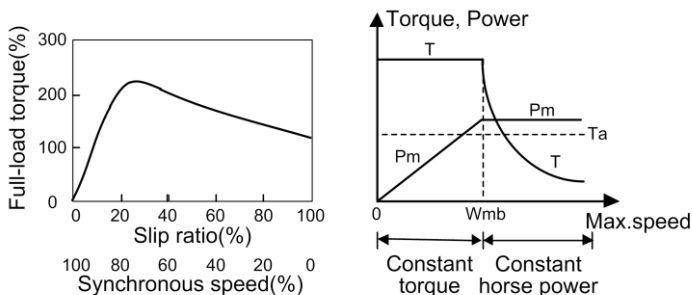 Full-load torque(%)
300
200
100
0
0 20 40 60 80 100
Slip ratio(%)
100 80 60 40 20 0
Synchronous speed(%)
Torque, Power
T
Pm
Ta
Pm
T
0
Wmb
Max.speed
Constant torque
Constant horse power